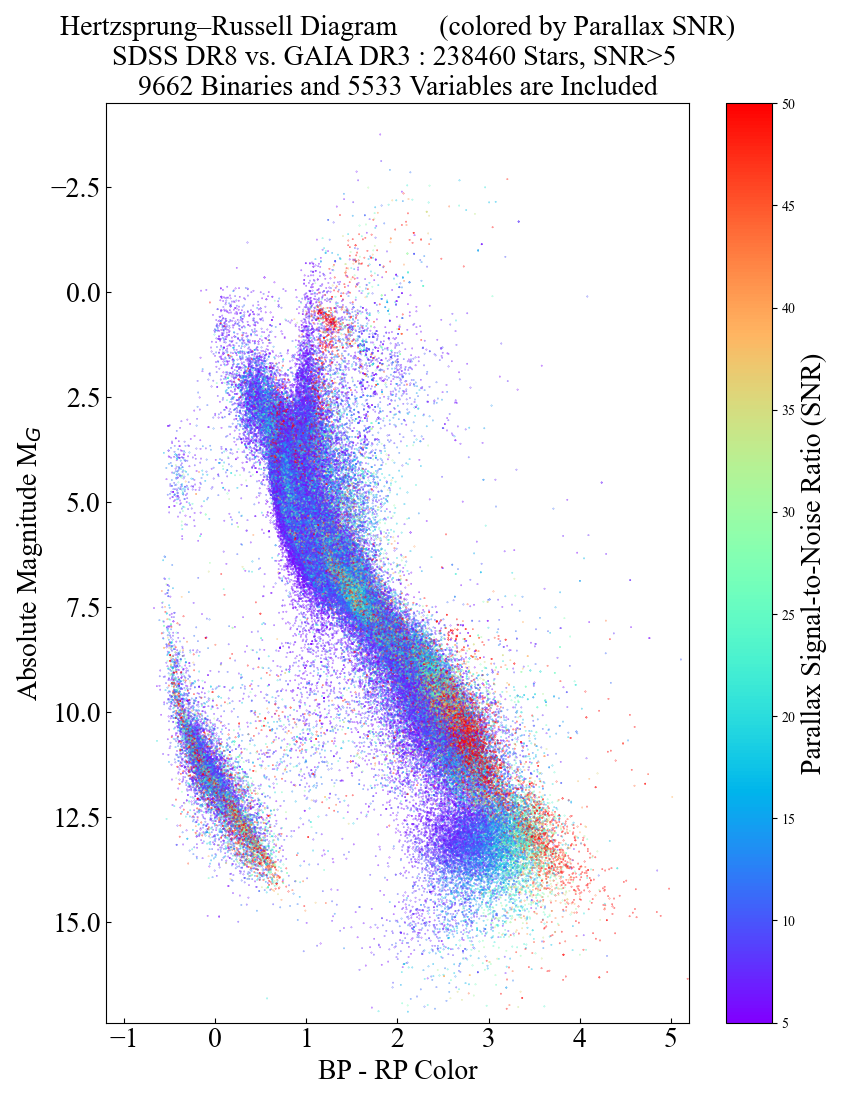 Hertzsprung–Russell Diagram (colored by Parallax SNR)
SDSS DR8 vs. GAIA DR3 : 238460 Stars, SNR>5
9662 Binaries and 5533 Variables are Included
Absolute Magnitude M_G
−2.5
0.0
2.5
5.0
7.5
10.0
12.5
15.0
−1 0 1 2 3 4 5
BP - RP Color
50
45
40
35
30
25
20
15
10
5
Parallax Signal-to-Noise Ratio (SNR)